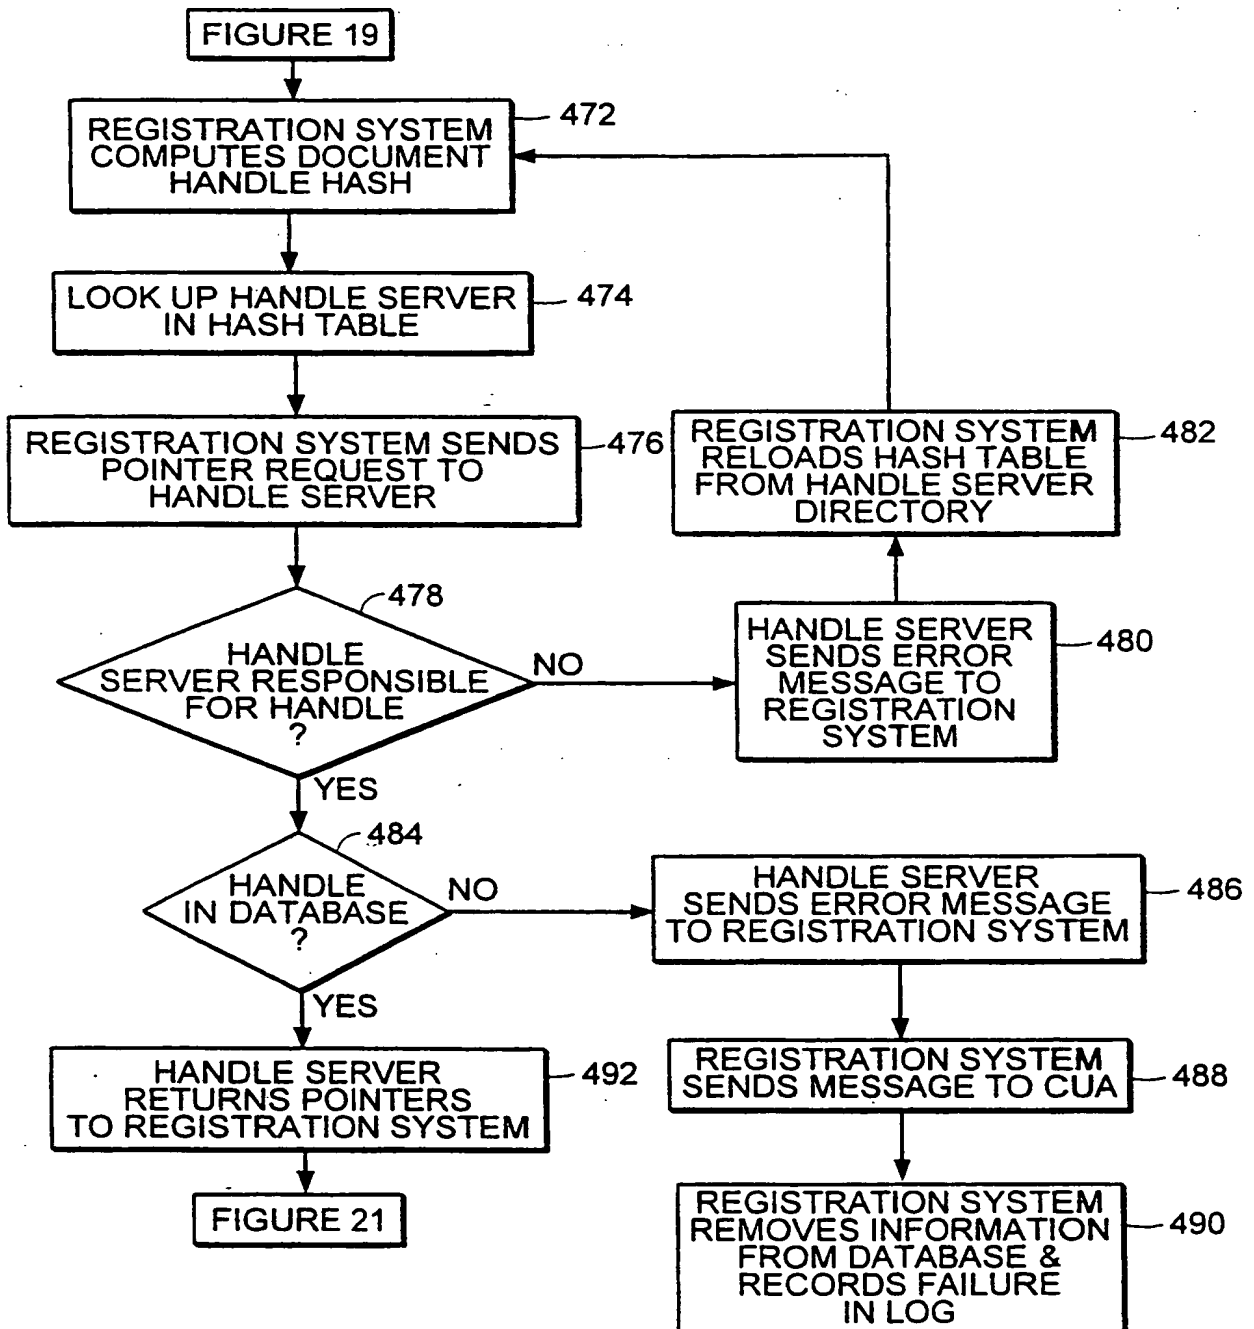 FIGURE 19
REGISTRATION SYSTEM
COMPUTES DOCUMENT
HANDLE HASH
472
LOOK UP HANDLE SERVER
IN HASH TABLE
474
REGISTRATION SYSTEM SENDS
POINTER REQUEST TO
HANDLE SERVER
476
REGISTRATION SYSTEM
RELOADS HASH TABLE
FROM HANDLE SERVER
DIRECTORY
482
478
HANDLE
SERVER RESPONSIBLE
FOR HANDLE
?
NO
YES
HANDLE SERVER
SENDS ERROR
MESSAGE TO
REGISTRATION
SYSTEM
480
484
HANDLE
IN DATABASE
?
NO
YES
HANDLE SERVER
SENDS ERROR MESSAGE
TO REGISTRATION SYSTEM
486
REGISTRATION SYSTEM
SENDS MESSAGE TO CUA
488
HANDLE SERVER
RETURNS POINTERS
TO REGISTRATION SYSTEM
492
FIGURE 21
REGISTRATION SYSTEM
REMOVES INFORMATION
FROM DATABASE &
RECORDS FAILURE
IN LOG
490